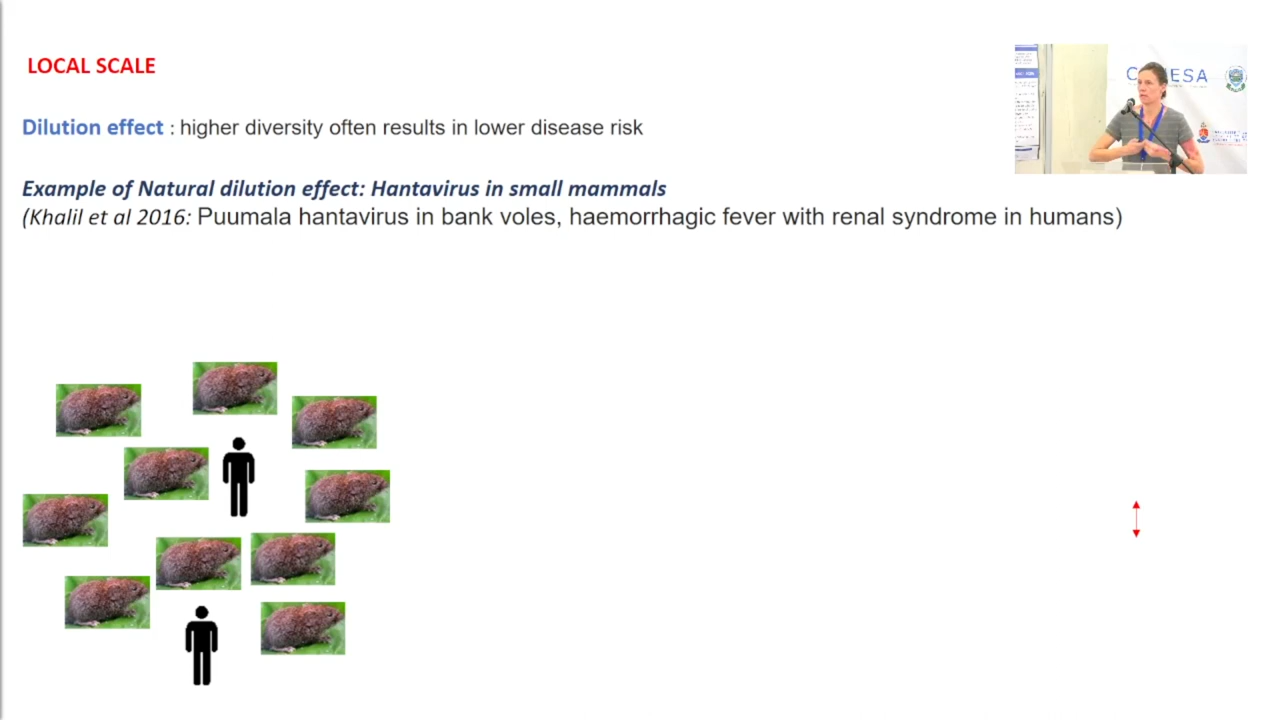 LOCAL SCALE
Dilution effect : higher diversity often results in lower disease risk
Example of Natural dilution effect: Hantavirus in small mammals
(Khalil et al 2016: Puumala hantavirus in bank voles, haemorrhagic fever with renal syndrome in humans)